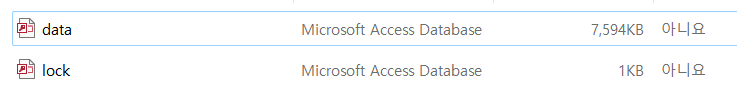 data Microsoft Access Database 7,594KB 아니요
lock Microsoft Access Database 1KB 아니요